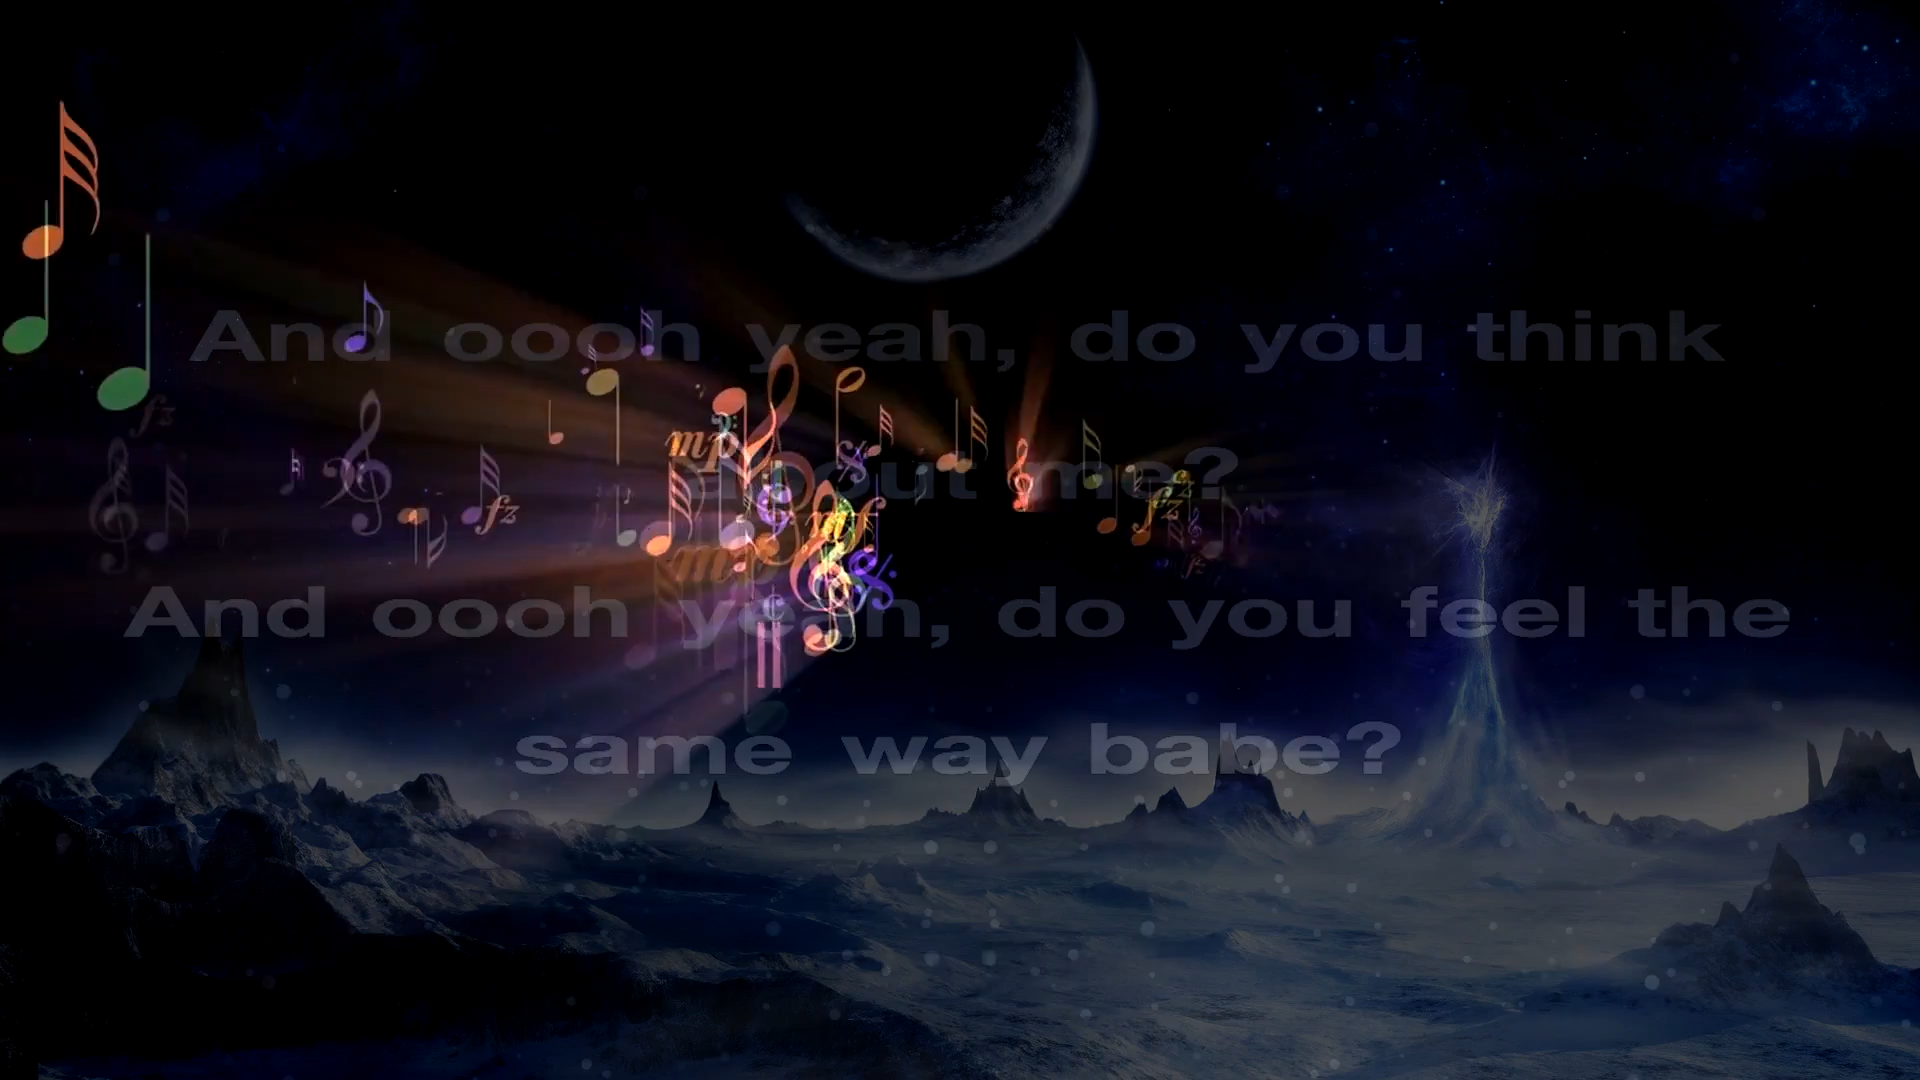 And oooh yeah, do you think
about me?
And oooh yeah, do you feel the
same way babe?